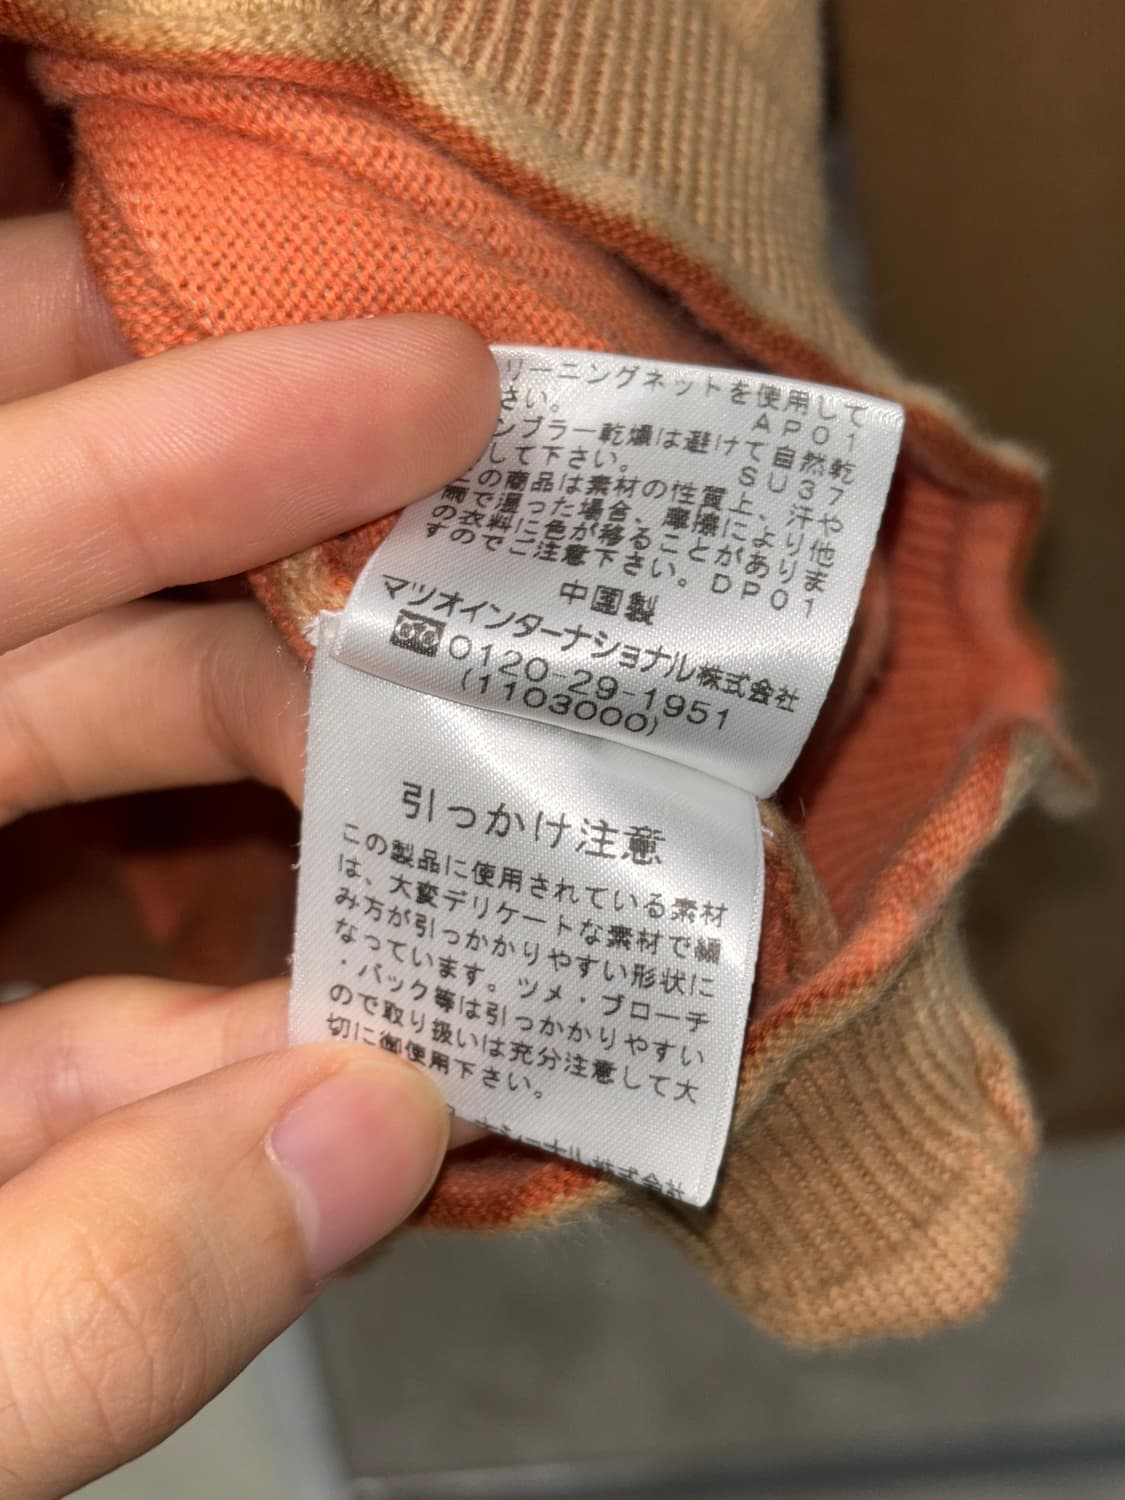 リーニングネットを使用して
さい。 AP01
ンブラー乾燥は避けて自然乾
して下さい。 SU37
この商品は素材の性質上、汗や
雨で湿った場合、摩擦により他
の衣料に色が移ることがありま
すのでご注意下さい。DP01
中国製
マツオインターナショナル株式会社
0120-29-1951
(1103000)
引っかけ注意
この製品に使用されている素材
は、大変デリケートな素材で編
み方が引っかかりやすい形状に
なっています。ツメ・ブローチ
・バック等は引っかかりやすい
ので取り扱いは充分注意して大
切に御使用下さい。
ナショナル株式会社